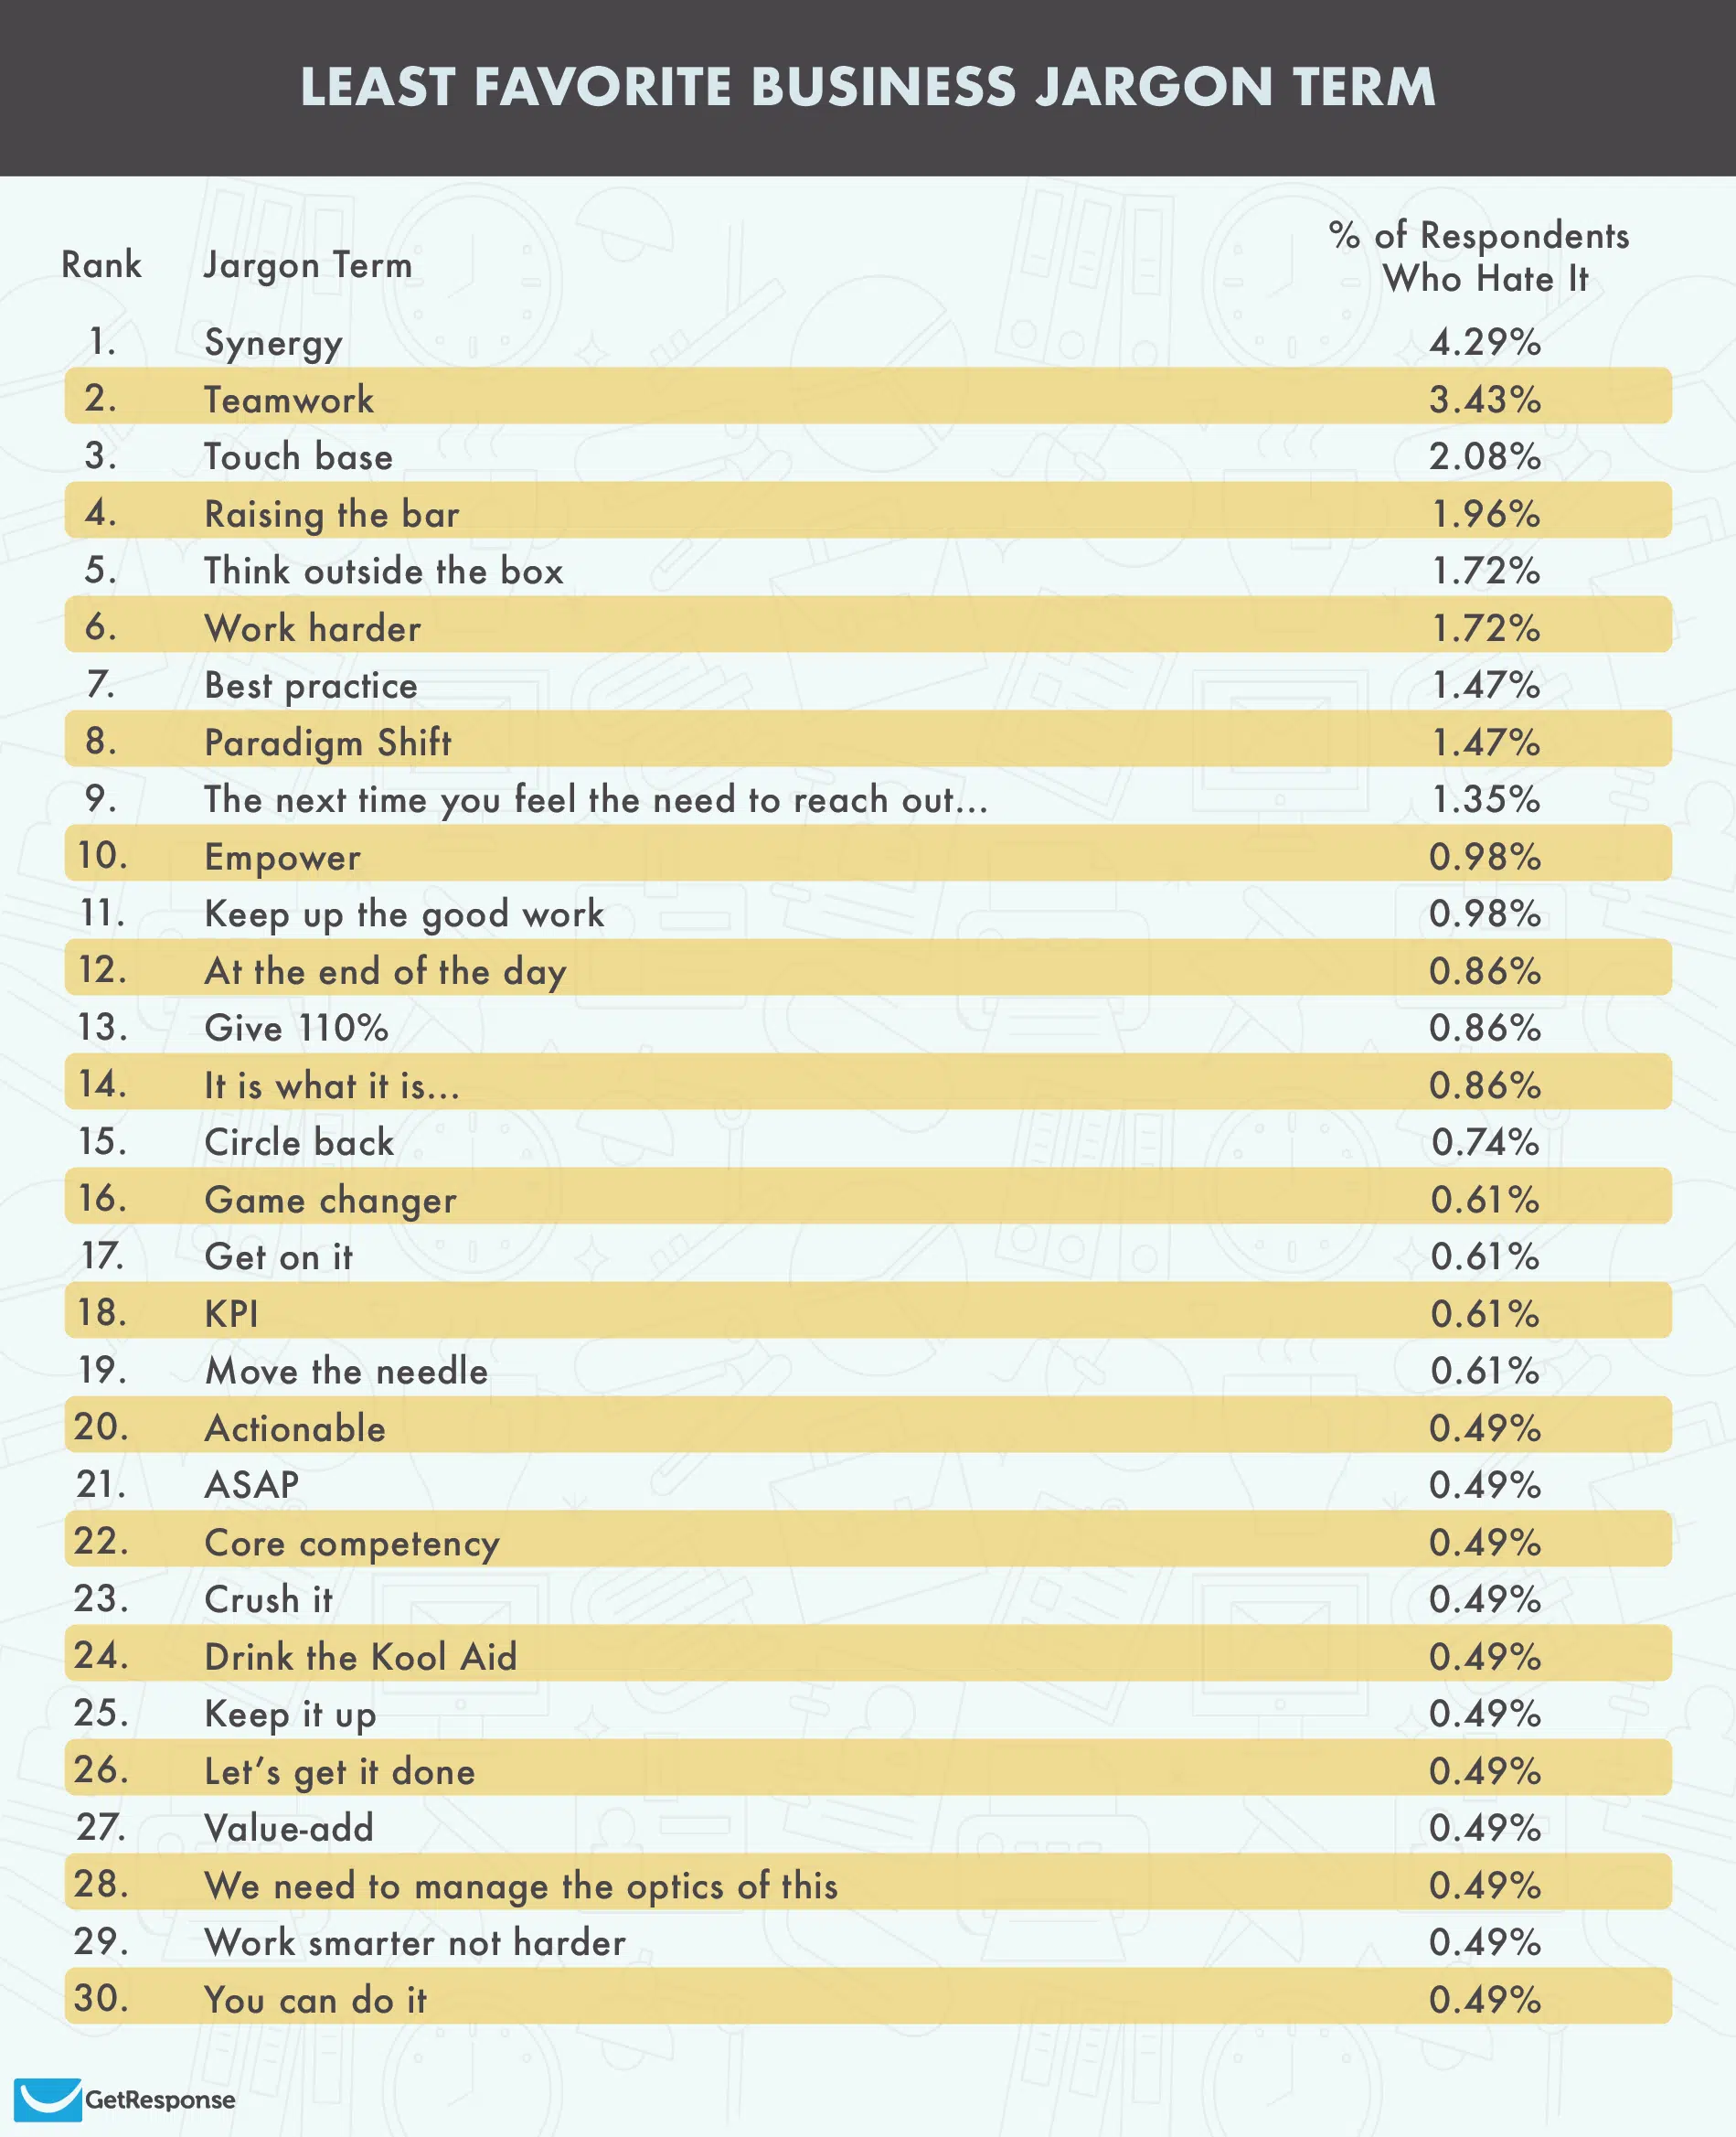 LEAST FAVORITE BUSINESS JARGON TERM
Rank Jargon Term % of Respondents
Who Hate It
1. Synergy 4.29%
2. Teamwork 3.43%
3. Touch base 2.08%
4. Raising the bar 1.96%
5. Think outside the box 1.72%
6. Work harder 1.72%
7. Best practice 1.47%
8. Paradigm Shift 1.47%
9. The next time you feel the need to reach out... 1.35%
10. Empower 0.98%
11. Keep up the good work 0.98%
12. At the end of the day 0.86%
13. Give 110% 0.86%
14. It is what it is... 0.86%
15. Circle back 0.74%
16. Game changer 0.61%
17. Get on it 0.61%
18. KPI 0.61%
19. Move the needle 0.61%
20. Actionable 0.49%
21. ASAP 0.49%
22. Core competency 0.49%
23. Crush it 0.49%
24. Drink the Kool Aid 0.49%
25. Keep it up 0.49%
26. Let's get it done 0.49%
27. Value-add 0.49%
28. We need to manage the optics of this 0.49%
29. Work smarter not harder 0.49%
30. You can do it 0.49%
GetResponse